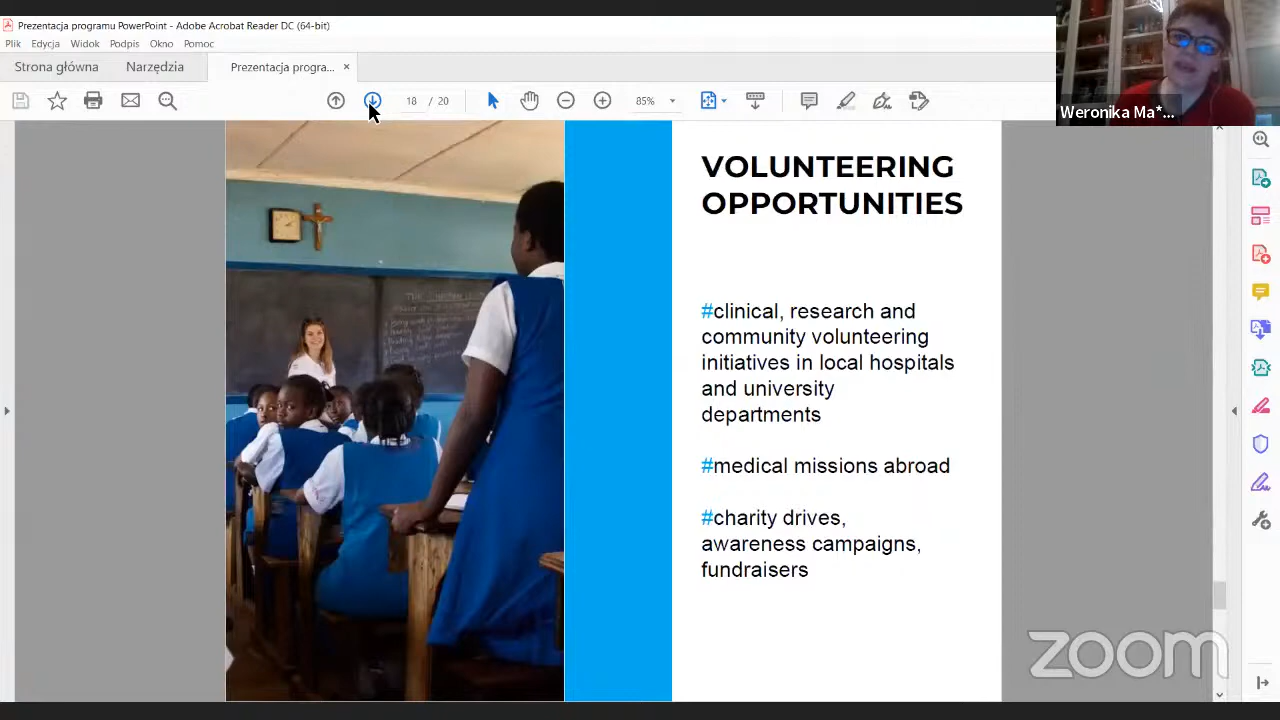 Prezentacja programu PowerPoint - Adobe Acrobat Reader DC (64-bit)
Plik Edycja Widok Podpis Okno Pomoc
Strona główna Narzędzia Prezentacja progra... ×
18 / 20 85%
Weronika Ma*...
VOLUNTEERING
OPPORTUNITIES
#clinical, research and
community volunteering
initiatives in local hospitals
and university
departments
#medical missions abroad
#charity drives,
awareness campaigns,
fundraisers
zoom